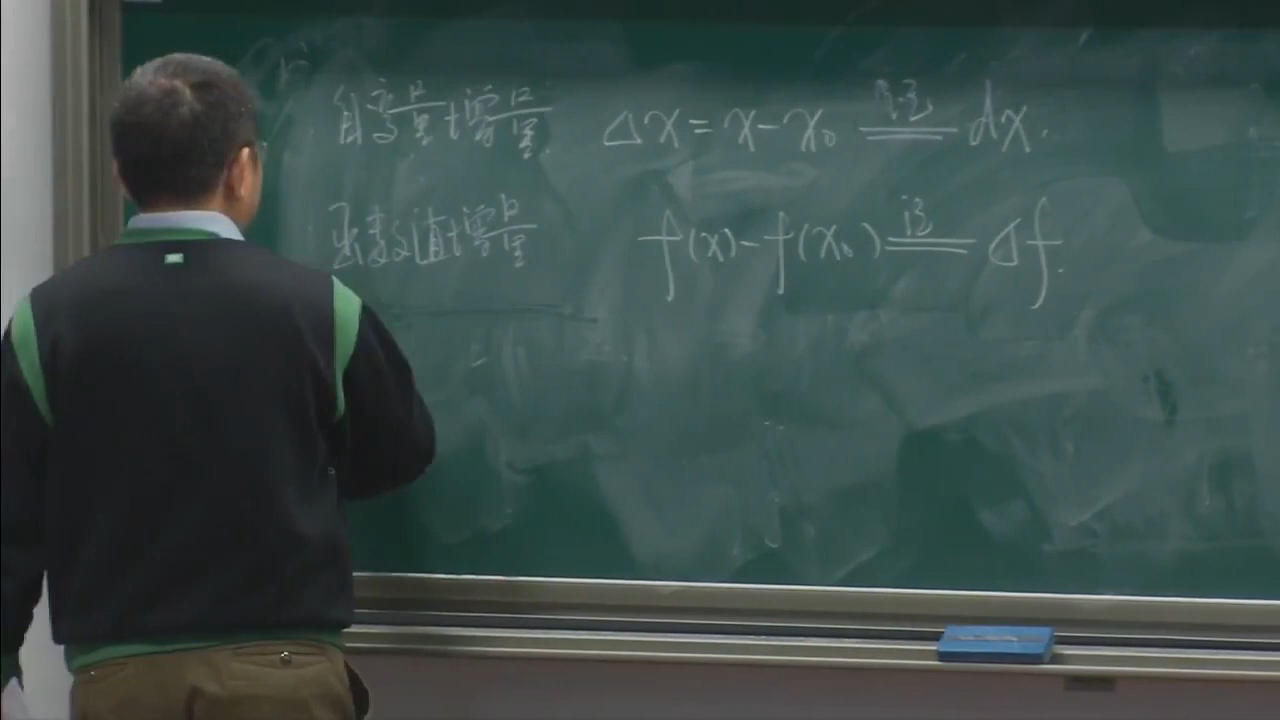 自变量增量 Δx = x - x₀ 记 dx.
函数值增量 f(x) - f(x₀) 记 Δf.